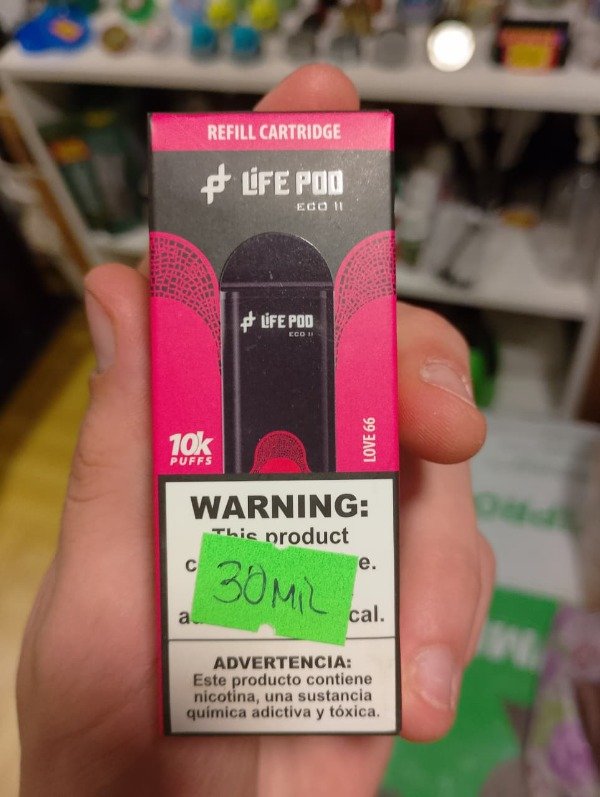 REFILL CARTRIDGE
LIFE POD
ECO II
LIFE POD
ECO II
10k
PUFFS
LOVE 66
WARNING:
This product
c e.
30MIL
a cal.
ADVERTENCIA:
Este producto contiene
nicotina, una sustancia
química adictiva y tóxica.